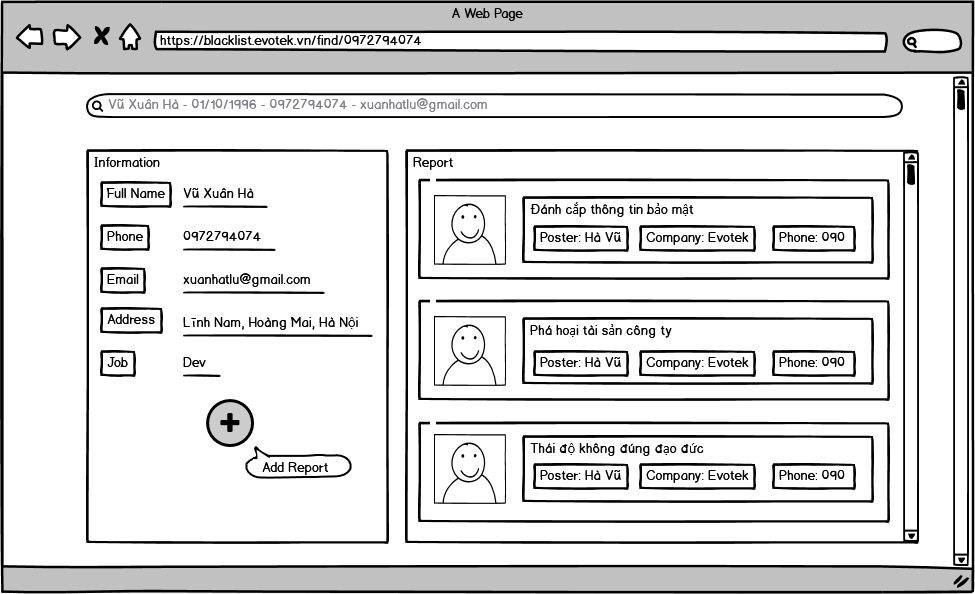 A Web Page
https://blacklist.evotek.vn/find/0972794074
Vũ Xuân Hà - 01/10/1996 - 0972794074 - xuanhatlu@gmail.com
Information
Full Name Vũ Xuân Hà
Phone 0972794074
Email xuanhatlu@gmail.com
Address Lĩnh Nam, Hoàng Mai, Hà Nội
Job Dev
Add Report
Report
Đánh cắp thông tin bảo mật
Poster: Hà Vũ Company: Evotek Phone: 090
Phá hoại tài sản công ty
Poster: Hà Vũ Company: Evotek Phone: 090
Thái độ không đúng đạo đức
Poster: Hà Vũ Company: Evotek Phone: 090